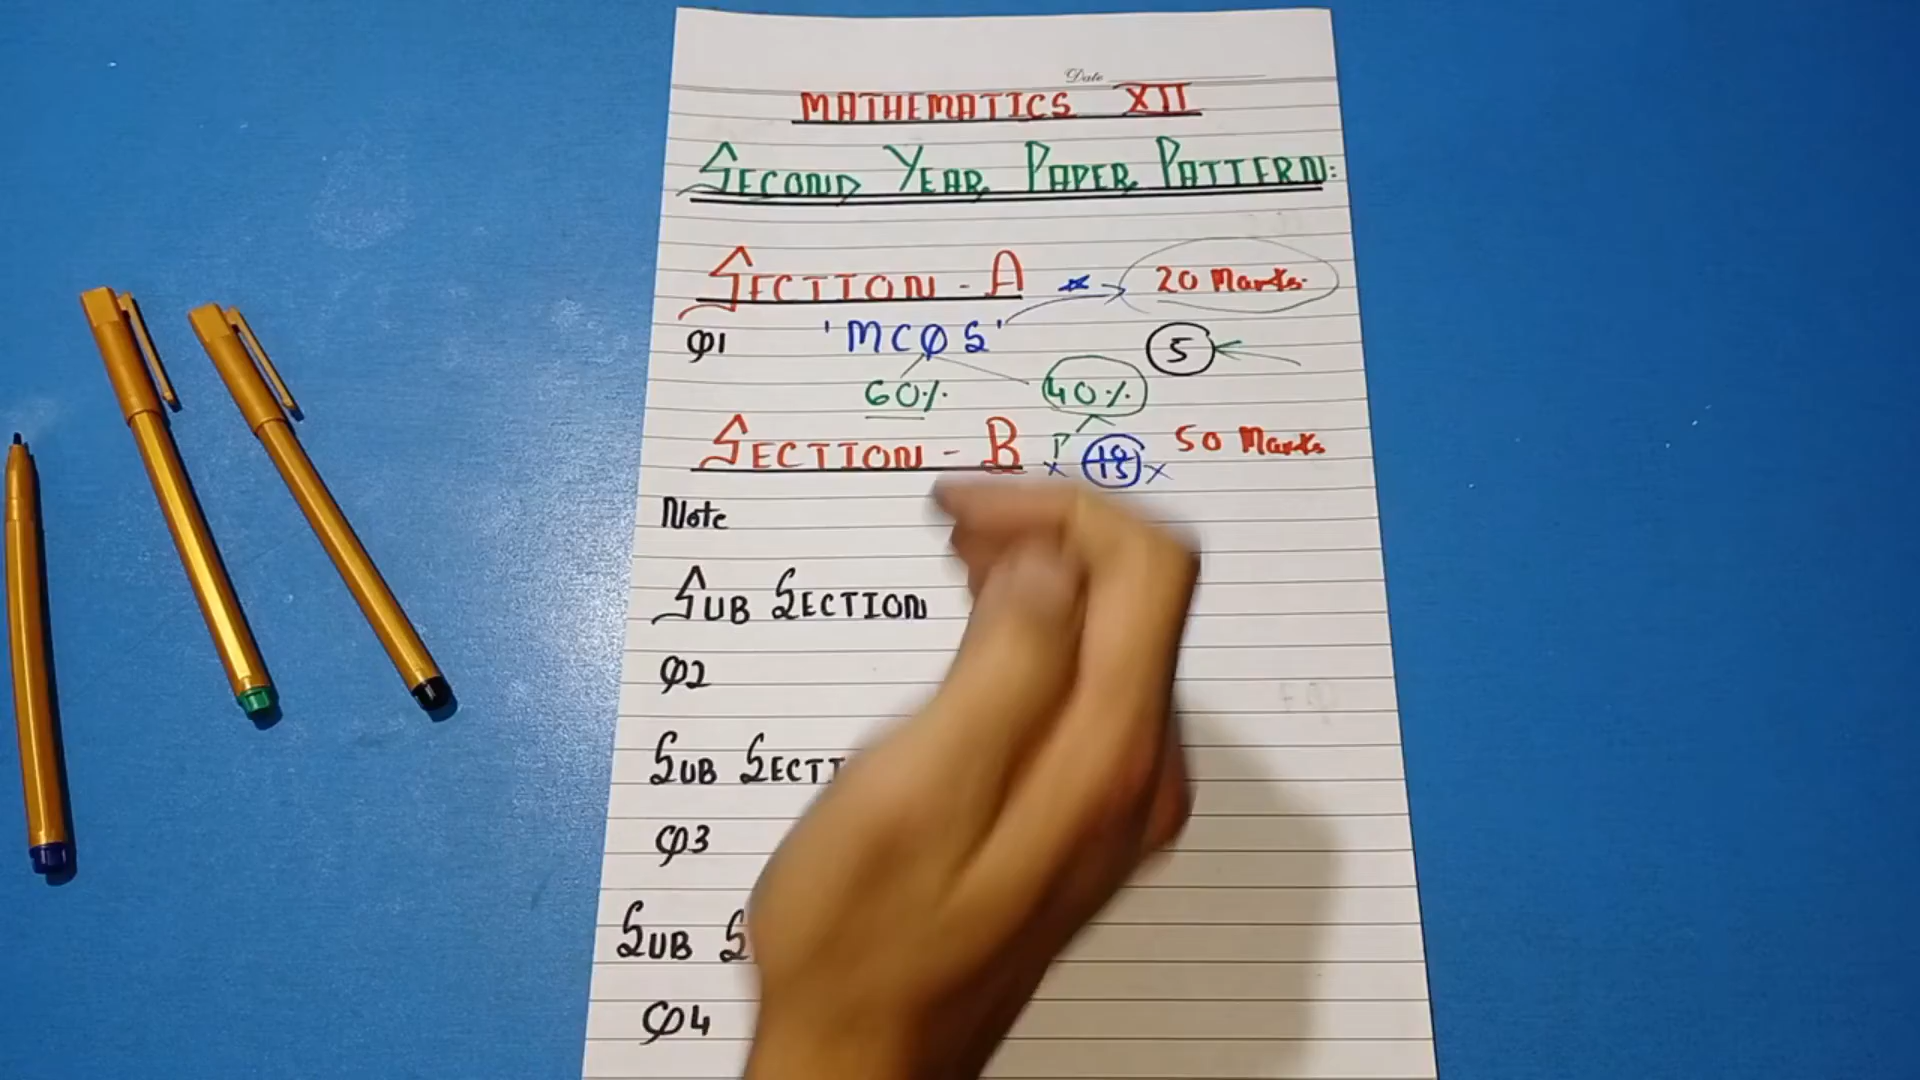 Date
MATHEMATICS XII
SECOND YEAR PAPER PATTERN:
SECTION - A 20 Marks
Q1 'MCQS' 5
60% 40%
SECTION - B 50 Marks
Note
SUB SECTION
Q2
SUB SECTI
Q3
SUB S
Q4